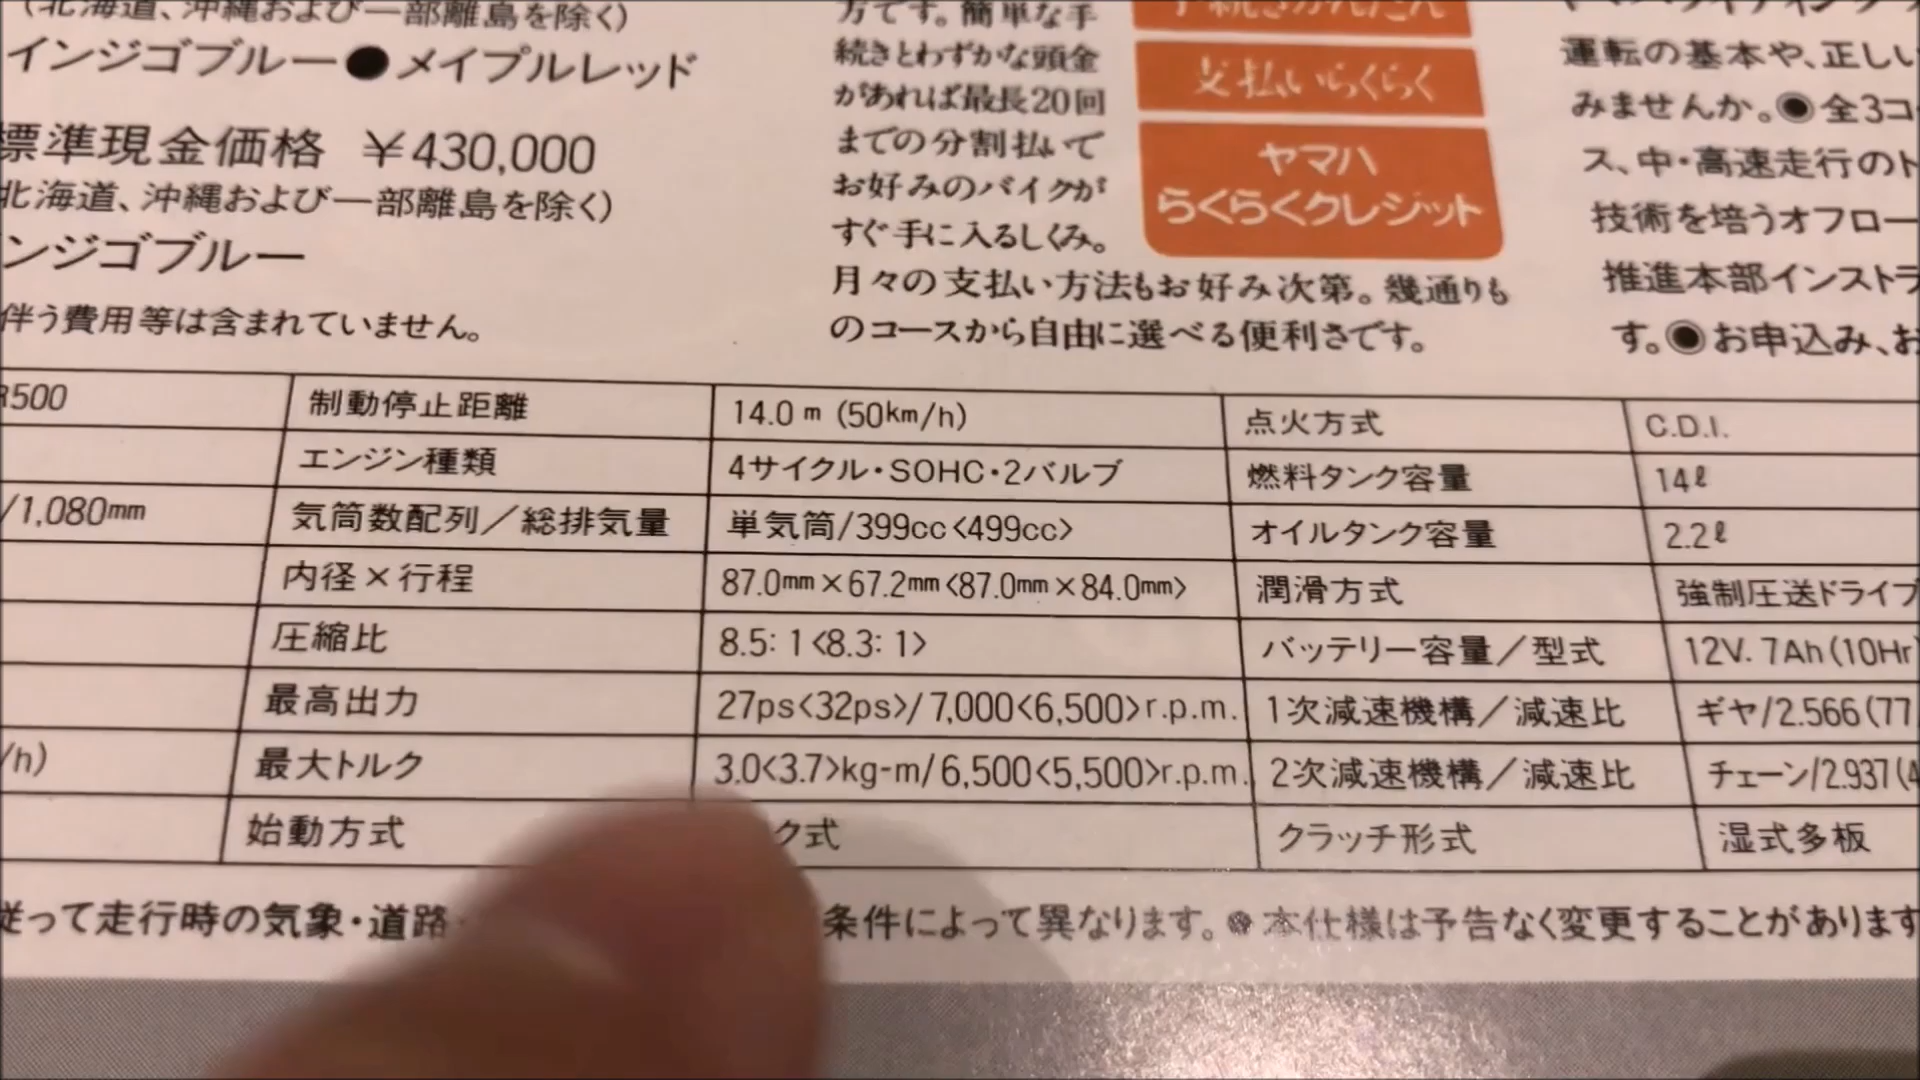 (北海道、沖縄および一部離島を除く)
インジゴブルー●メイプルレッド
標準現金価格 ¥430,000
北海道、沖縄および一部離島を除く)
ンジゴブルー
伴う費用等は含まれていません。
方です。簡単な手
続きとわずかな頭金
があれば最長20回
までの分割払いで
お好みのバイクが
すぐ手に入るしくみ。
月々の支払い方法もお好み次第。幾通りも
のコースから自由に選べる便利さです。
手続きかんたん
支払いらくらく
ヤマハ
らくらくクレジット
運転の基本や、正しい
みませんか。◉全3コ
ス、中・高速走行のト
技術を培うオフロー
推進本部インストラ
す。◉お申込み、お
R500 制動停止距離 14.0m (50km/h) 点火方式 C.D.I.
エンジン種類 4サイクル・SOHC・2バルブ 燃料タンク容量 14ℓ
/1,080mm 気筒数配列/総排気量 単気筒/399cc<499cc> オイルタンク容量 2.2ℓ
内径×行程 87.0mm×67.2mm<87.0mm×84.0mm> 潤滑方式 強制圧送ドライブ
圧縮比 8.5:1<8.3:1> バッテリー容量/型式 12V. 7Ah(10Hr
最高出力 27ps<32ps>/7,000<6,500>r.p.m. 1次減速機構/減速比 ギヤ/2.566(77
/h) 最大トルク 3.0<3.7>kg-m/6,500<5,500>r.p.m. 2次減速機構/減速比 チェーン/2.937(4
始動方式 ク式 クラッチ形式 湿式多板
従って走行時の気象・道路・ 条件によって異なります。●本仕様は予告なく変更することがあります